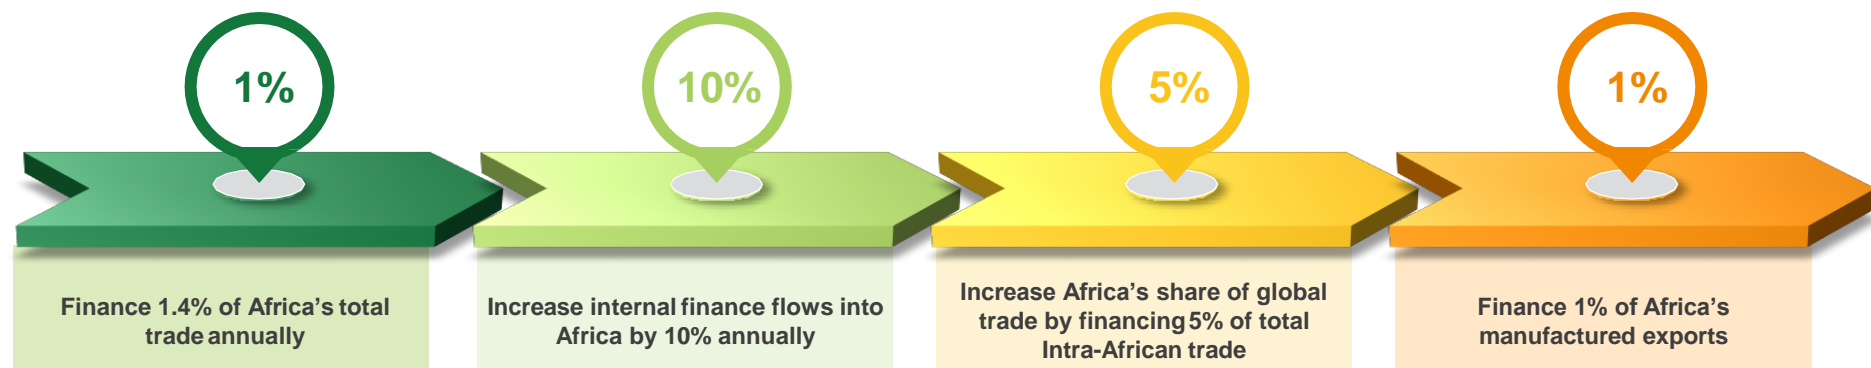 1%
Finance 1.4% of Africa’s total
trade annually
10%
Increase internal finance flows into
Africa by 10% annually
5%
Increase Africa’s share of global
trade by financing 5% of total
Intra-African trade
1%
Finance 1% of Africa’s
manufactured exports